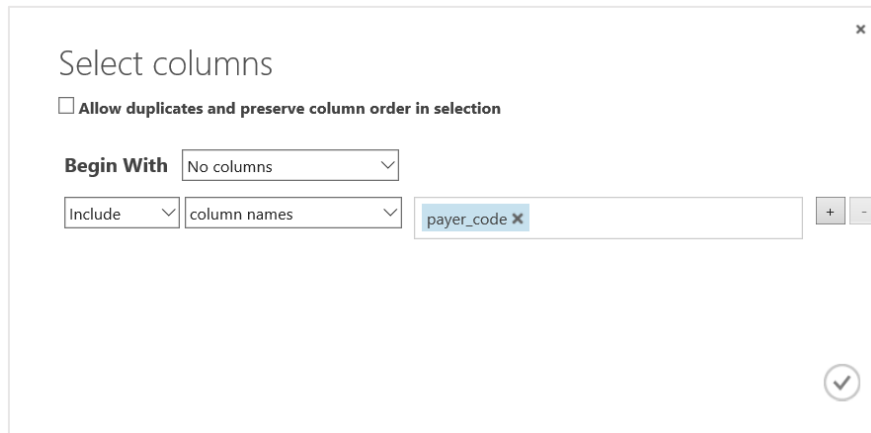 Select columns
Allow duplicates and preserve column order in selection
Begin With No columns
Include column names payer_code + -